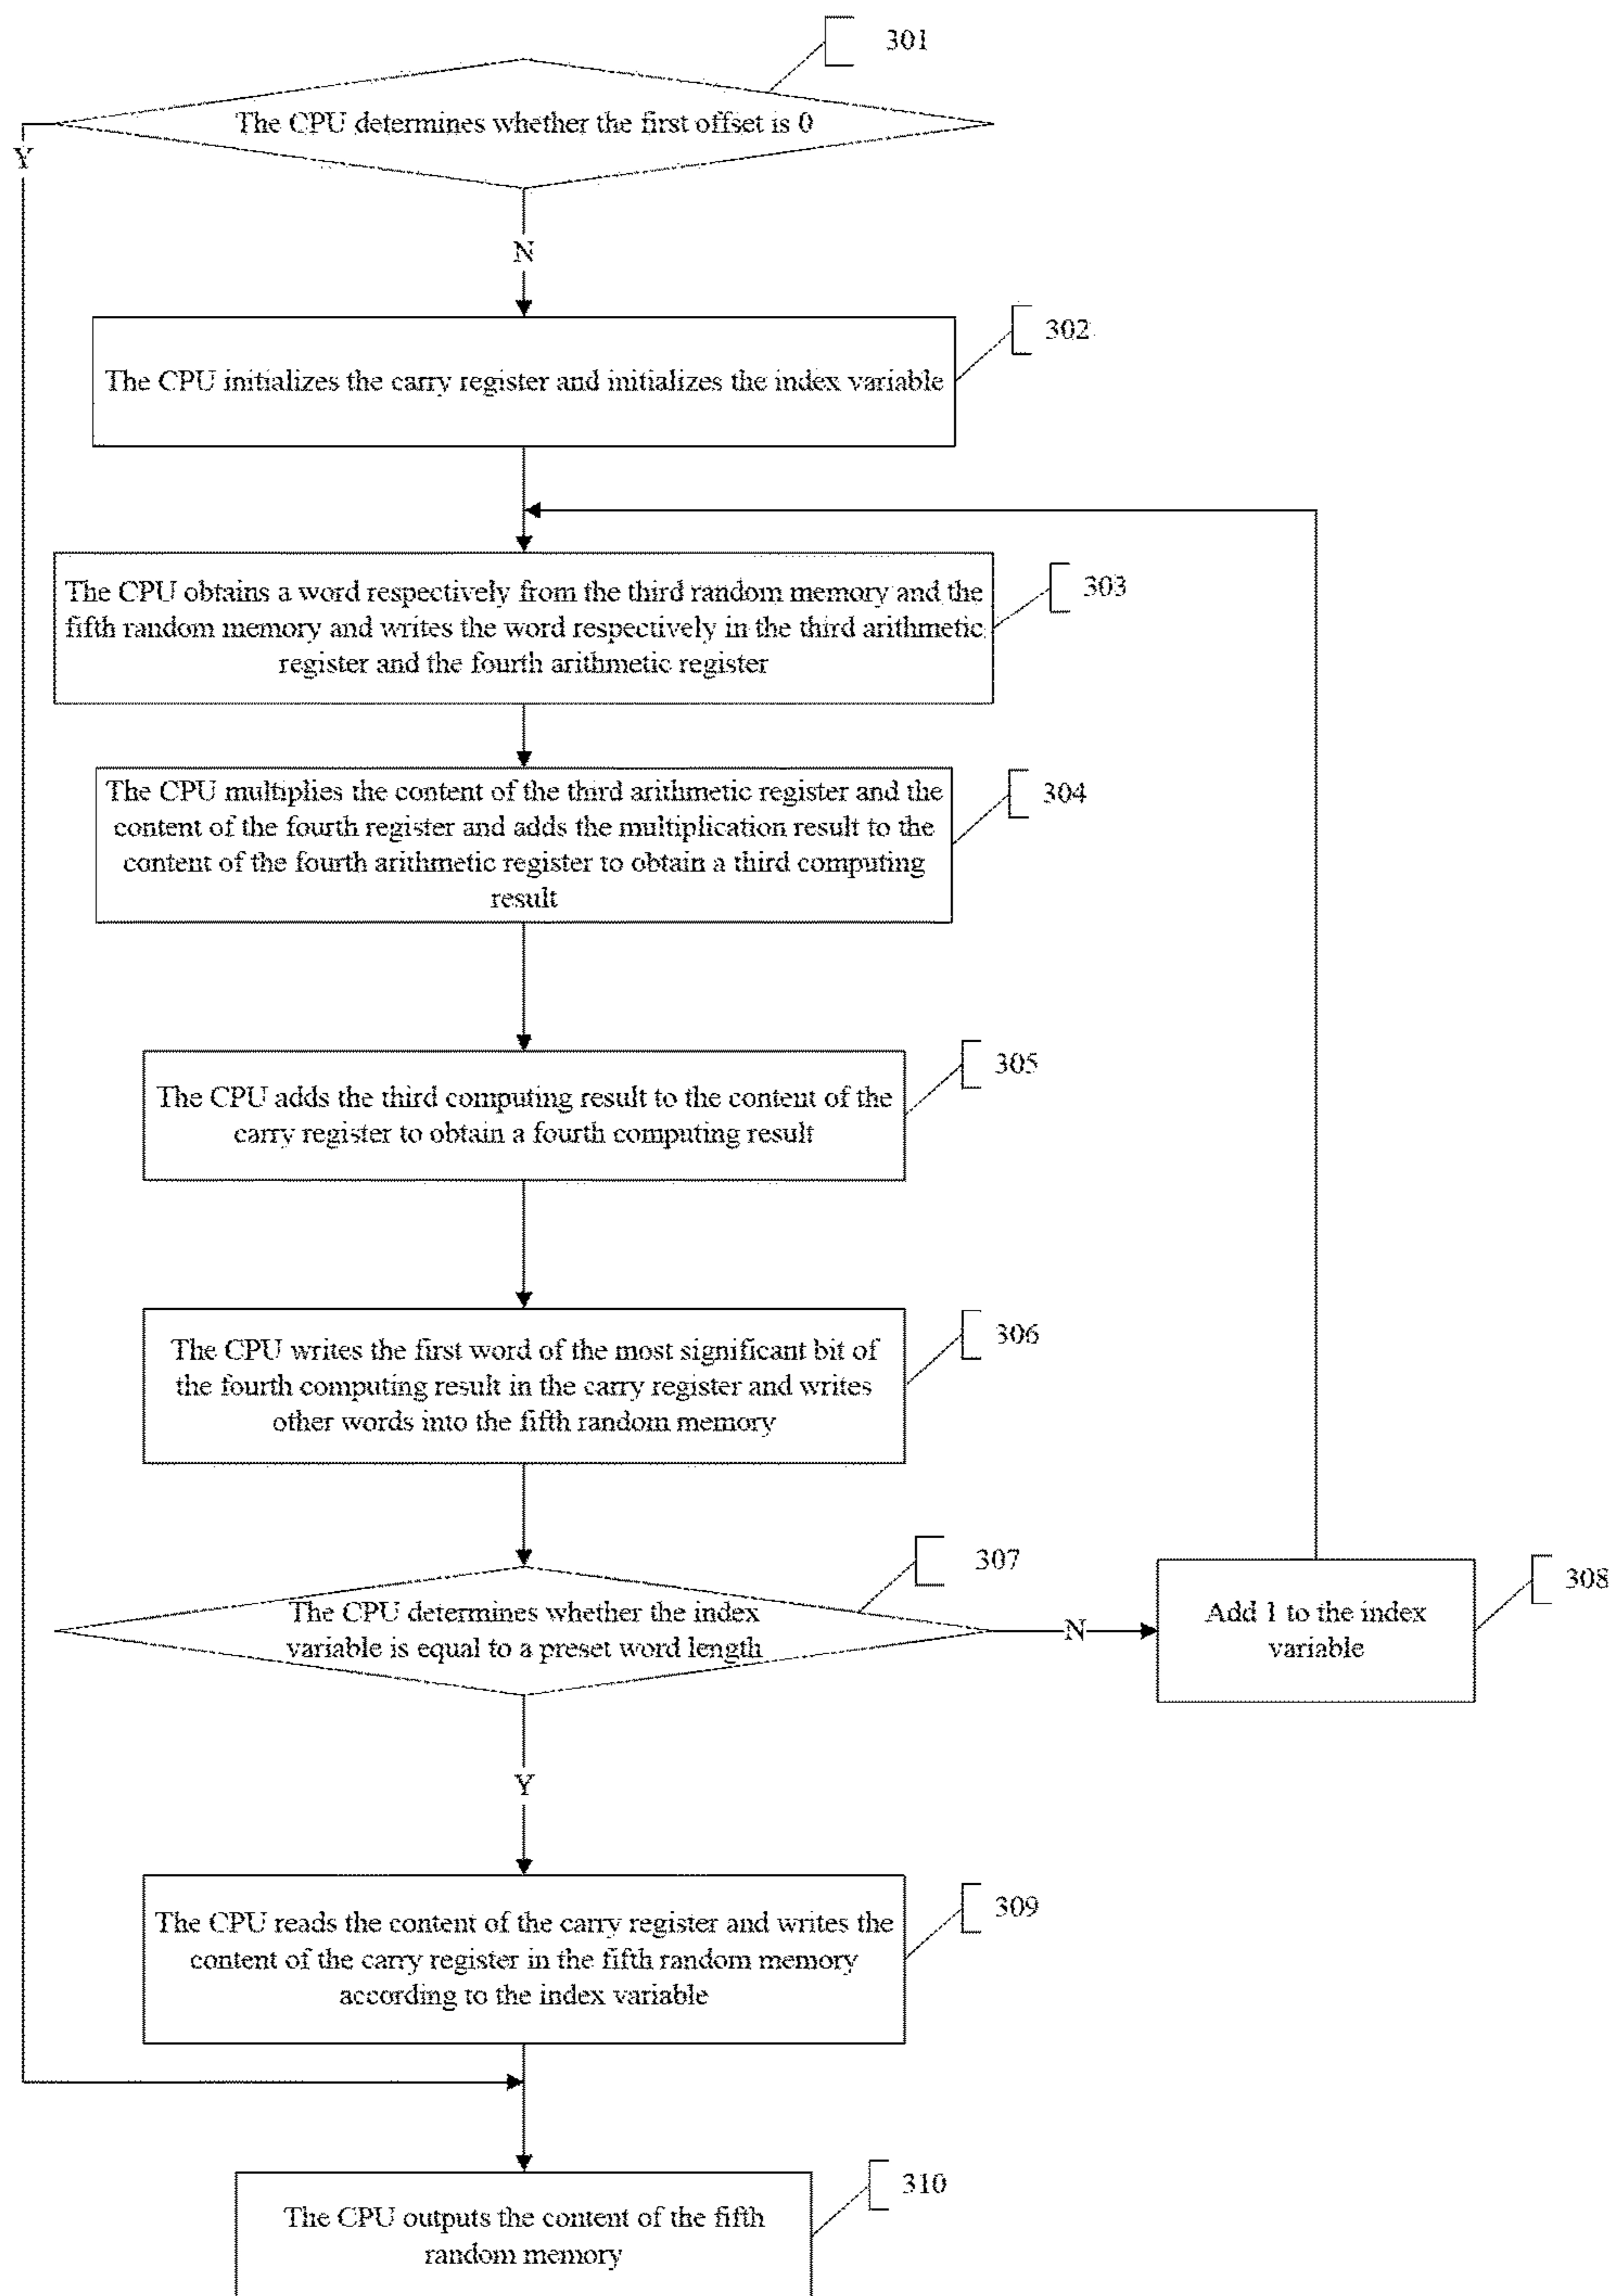 301
The CPU determines whether the first offset is 0
Y
N
302
The CPU initializes the carry register and initializes the index variable
303
The CPU obtains a word respectively from the third random memory and the
fifth random memory and writes the word respectively in the third arithmetic
register and the fourth arithmetic register
304
The CPU multiplies the content of the third arithmetic register and the
content of the fourth register and adds the multiplication result to the
content of the fourth arithmetic register to obtain a third computing
result
305
The CPU adds the third computing result to the content of the
carry register to obtain a fourth computing result
306
The CPU writes the first word of the most significant bit of
the fourth computing result in the carry register and writes
other words into the fifth random memory
307
The CPU determines whether the index
variable is equal to a preset word length
N
308
Add 1 to the index
variable
Y
309
The CPU reads the content of the carry register and writes the
content of the carry register in the fifth random memory
according to the index variable
310
The CPU outputs the content of the fifth
random memory